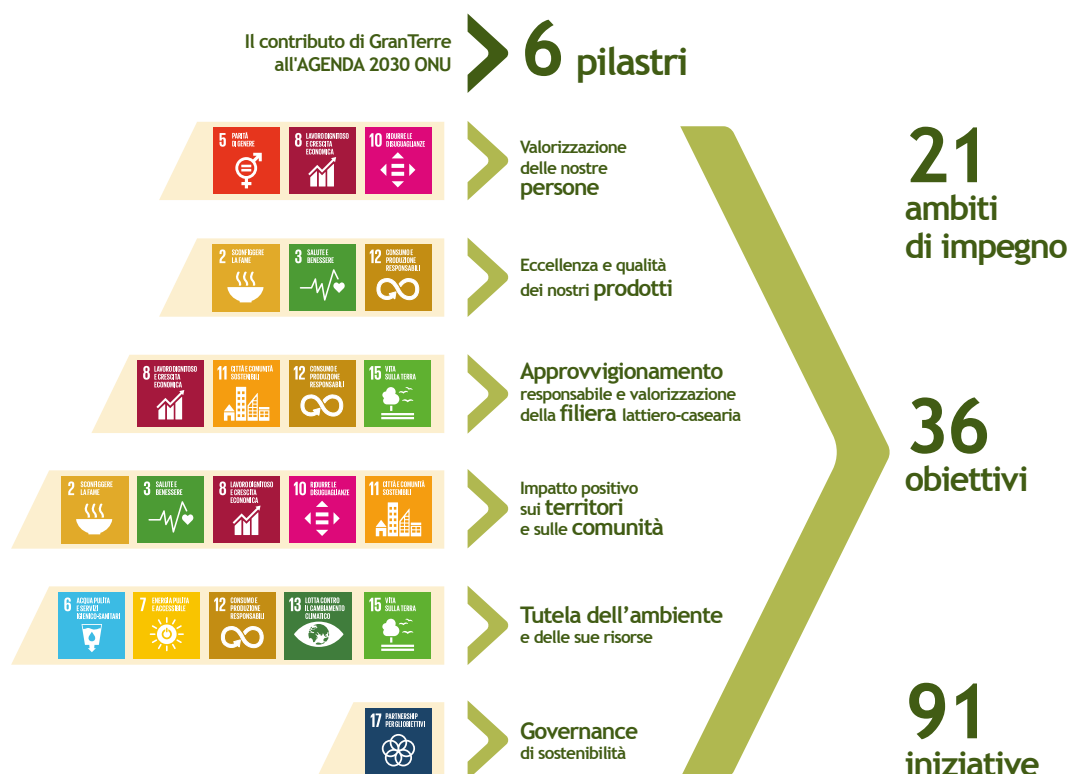 Il contributo di GranTerre
all'AGENDA 2030 ONU
6 pilastri
5 PARITÀ
DI GENERE
8 LAVORO DIGNITOSO
E CRESCITA
ECONOMICA
10 RIDURRE LE
DISUGUAGLIANZE
Valorizzazione
delle nostre
persone
2 SCONFIGGERE
LA FAME
3 SALUTE E
BENESSERE
12 CONSUMO E
PRODUZIONE
RESPONSABILI
Eccellenza e qualità
dei nostri prodotti
8 LAVORO DIGNITOSO
E CRESCITA
ECONOMICA
11 CITTÀ E COMUNITÀ
SOSTENIBILI
12 CONSUMO E
PRODUZIONE
RESPONSABILI
15 VITA
SULLA TERRA
Approvvigionamento
responsabile e valorizzazione
della filiera lattiero-casearia
2 SCONFIGGERE
LA FAME
3 SALUTE E
BENESSERE
8 LAVORO DIGNITOSO
E CRESCITA
ECONOMICA
10 RIDURRE LE
DISUGUAGLIANZE
11 CITTÀ E COMUNITÀ
SOSTENIBILI
Impatto positivo
sui territori
e sulle comunità
6 ACQUA PULITA
E SERVIZI
IGIENICO-SANITARI
7 ENERGIA PULITA
E ACCESSIBILE
12 CONSUMO E
PRODUZIONE
RESPONSABILI
13 LOTTA CONTRO
IL CAMBIAMENTO
CLIMATICO
15 VITA
SULLA TERRA
Tutela dell'ambiente
e delle sue risorse
17 PARTNERSHIP
PER GLI OBIETTIVI
Governance
di sostenibilità
21
ambiti
di impegno
36
obiettivi
91
iniziative